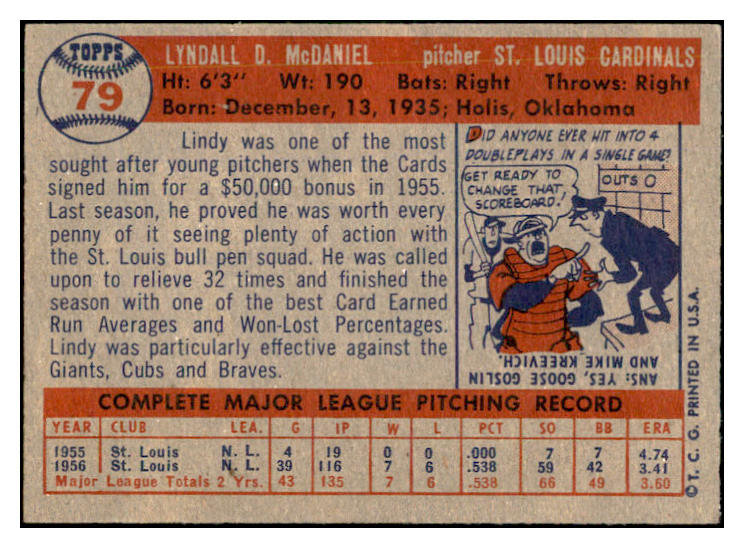 TOPPS
79
LYNDALL D. McDANIEL pitcher ST. LOUIS CARDINALS
Ht: 6'3" Wt: 190 Bats: Right Throws: Right
Born: December, 13, 1935; Holis, Oklahoma
Lindy was one of the most
sought after young pitchers when the Cards
signed him for a $50,000 bonus in 1955.
Last season, he proved he was worth every
penny of it seeing plenty of action with
the St. Louis bull pen squad. He was called
upon to relieve 32 times and finished the
season with one of the best Card Earned
Run Averages and Won-Lost Percentages.
Lindy was particularly effective against the
Giants, Cubs and Braves.
DID ANYONE EVER HIT INTO 4
DOUBLEPLAYS IN A SINGLE GAME?
GET READY TO
CHANGE THAT
SCOREBOARD!
OUTS 0
ANS: YES, GOOSE GOSLIN
AND MIKE KREEVICH.
COMPLETE MAJOR LEAGUE PITCHING RECORD
YEAR CLUB LEA. G IP W L PCT SO BB ERA
1955 St. Louis N. L. 4 19 0 0 .000 7 7 4.74
1956 St. Louis N. L. 39 116 7 6 .538 59 42 3.41
Major League Totals 2 Yrs. 43 135 7 6 .538 66 49 3.60
© T. C. G. PRINTED IN U.S.A.